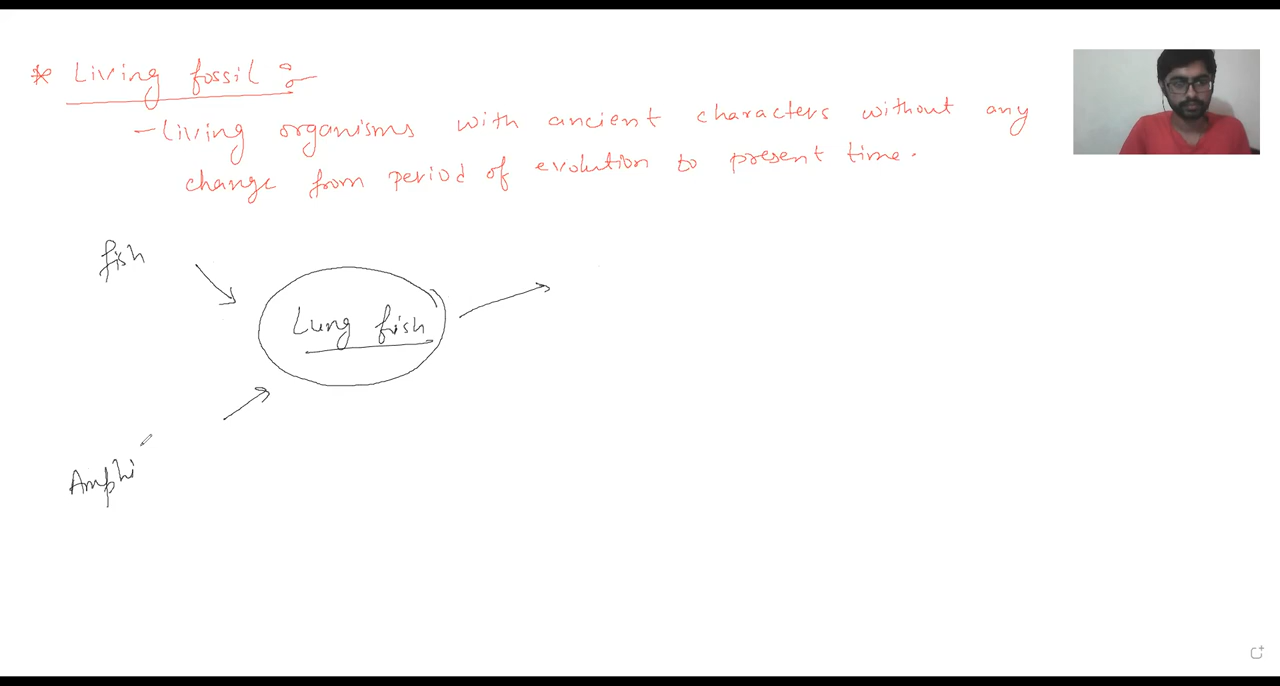 * Living fossil :-
- Living organisms with ancient characters without any
change from period of evolution to present time.
fish
Lung fish
Amphi